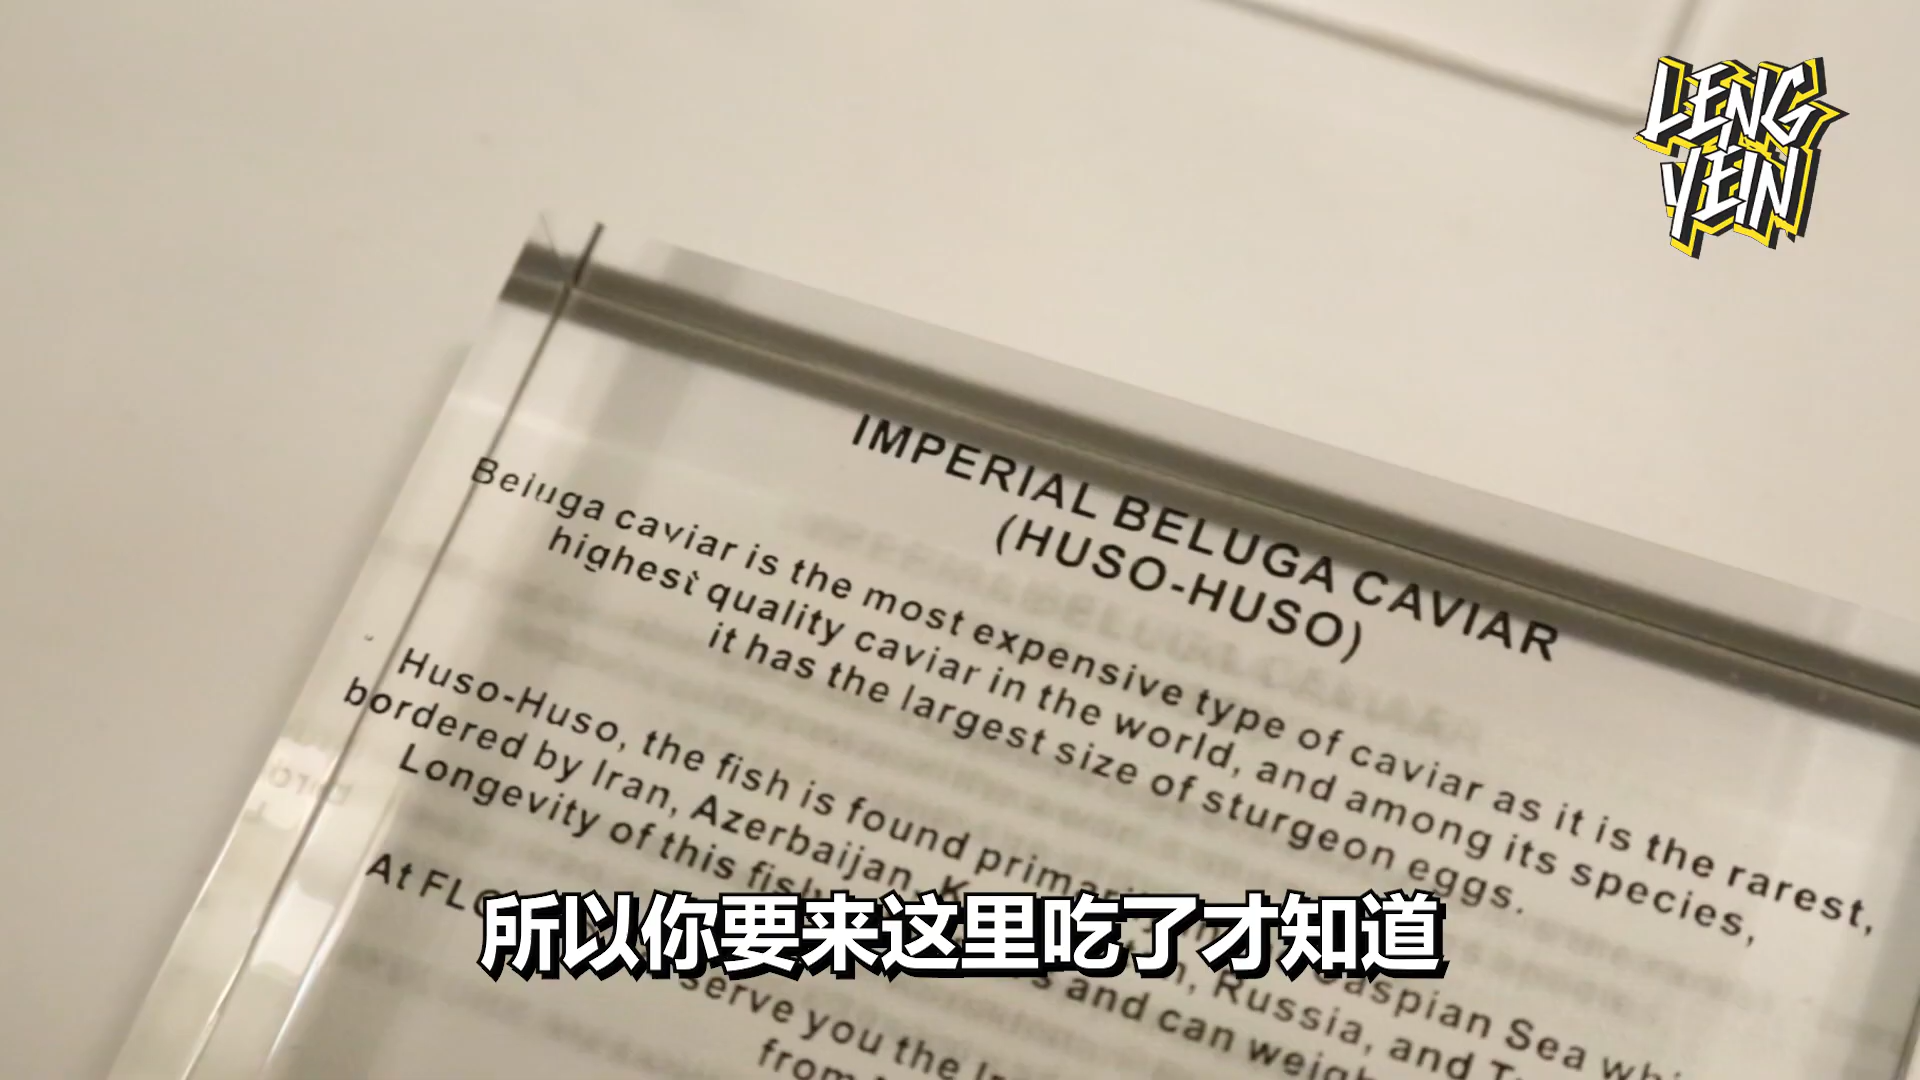 LENG
YEIN
IMPERIAL BELUGA CAVIAR
(HUSO-HUSO)
Beluga caviar is the most expensive type of caviar as it is the rarest,
highest quality caviar in the world, and among its species,
it has the largest size of sturgeon eggs.
Huso-Huso, the fish is found primarily Caspian Sea
bordered by Iran, Azerbaijan, Russia, and
Longevity of this fish and can weigh
At serve you the
from
所以你要来这里吃了才知道